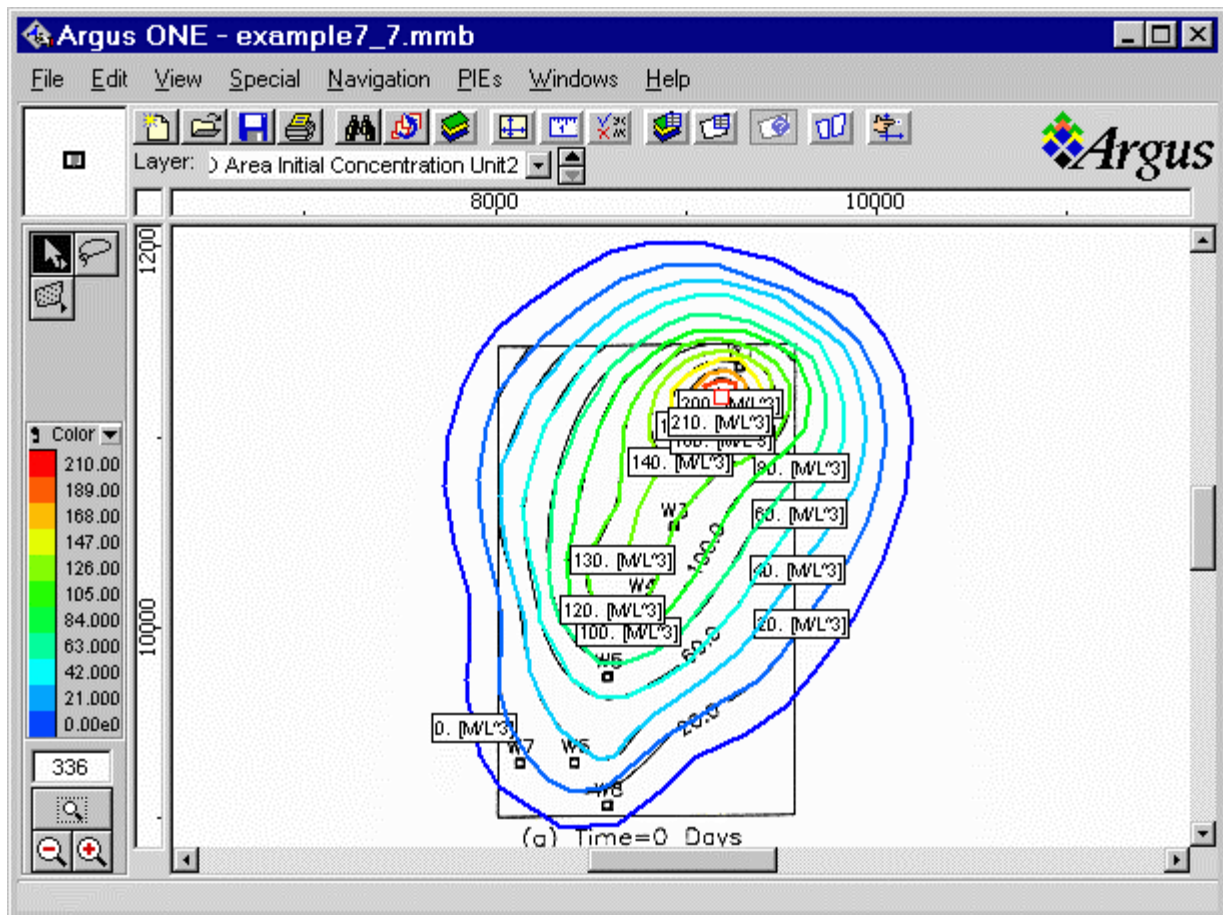 Argus ONE - example7_7.mmb
File Edit View Special Navigation PIEs Windows Help
Layer: Area Initial Concentration Unit2
Argus
8000 10000
1200
10000
Color
210.00
189.00
168.00
147.00
126.00
105.00
84.000
63.000
42.000
21.000
0.00e0
336
200. [M/L^3]
210. [M/L^3]
[M/L^3]
140. [M/L^3]
80. [M/L^3]
W3
60. [M/L^3]
100.0
130. [M/L^3]
40. [M/L^3]
W4
120. [M/L^3]
20. [M/L^3]
100. [M/L^3]
60.0
W5
20.0
0. [M/L^3]
W7
W8
(a) Time=0 Days